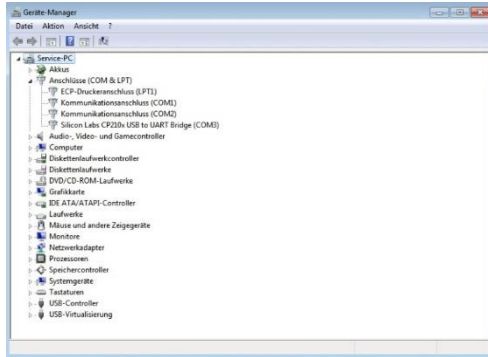 Geräte-Manager
Datei Aktion Ansicht ?
Service-PC
Akkus
Anschlüsse (COM & LPT)
ECP-Druckeranschluss (LPT1)
Kommunikationsanschluss (COM1)
Kommunikationsanschluss (COM2)
Silicon Labs CP210x USB to UART Bridge (COM3)
Audio-, Video- und Gamecontroller
Computer
Diskettenlaufwerkcontroller
Diskettenlaufwerke
DVD/CD-ROM-Laufwerke
Grafikkarte
IDE ATA/ATAPI-Controller
Laufwerke
Mäuse und andere Zeigegeräte
Monitore
Netzwerkadapter
Prozessoren
Speichercontroller
Systemgeräte
Tastaturen
USB-Controller
USB-Virtualisierung